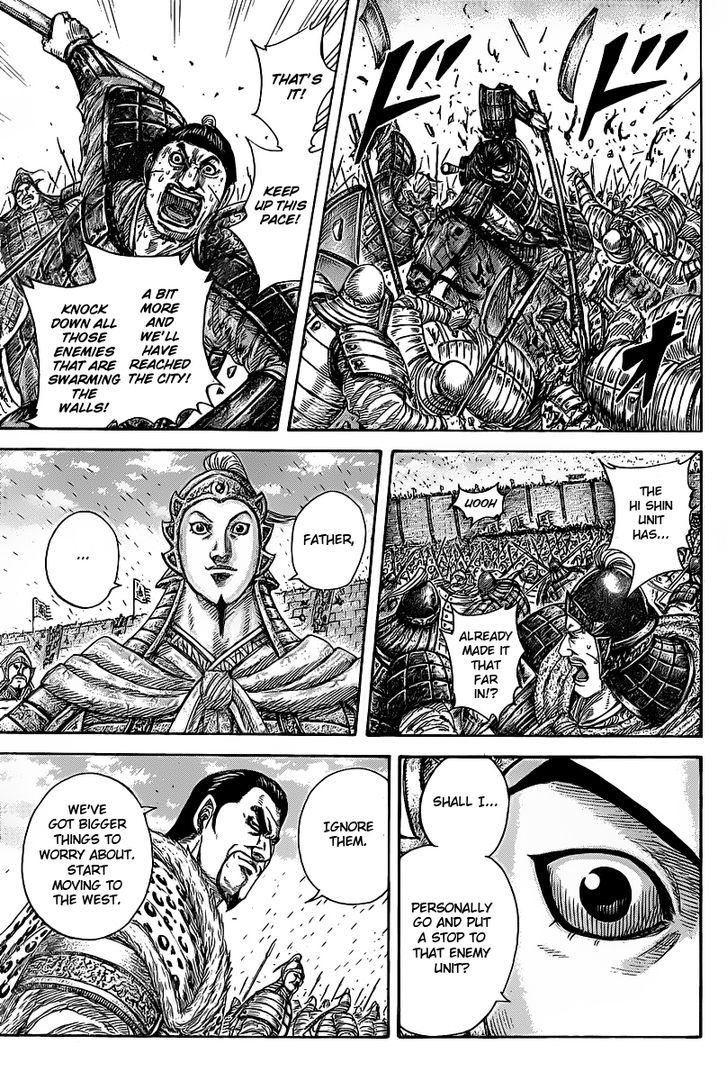 ドドオ
THAT'S
IT!
KEEP
UP THIS
PACE!
A BIT
MORE
AND
WE'LL
HAVE
REACHED
THE CITY!
KNOCK
DOWN ALL
THOSE
ENEMIES
THAT ARE
SWARMING
THE
WALLS!
THE
HI SHIN
UNIT
HAS...
UOOH
ALREADY
MADE IT
THAT
FAR
IN!?
FATHER,
...
SHALL I...
PERSONALLY
GO AND PUT
A STOP TO
THAT ENEMY
UNIT?
IGNORE
THEM.
WE'VE
GOT BIGGER
THINGS TO
WORRY ABOUT.
START
MOVING TO
THE WEST.